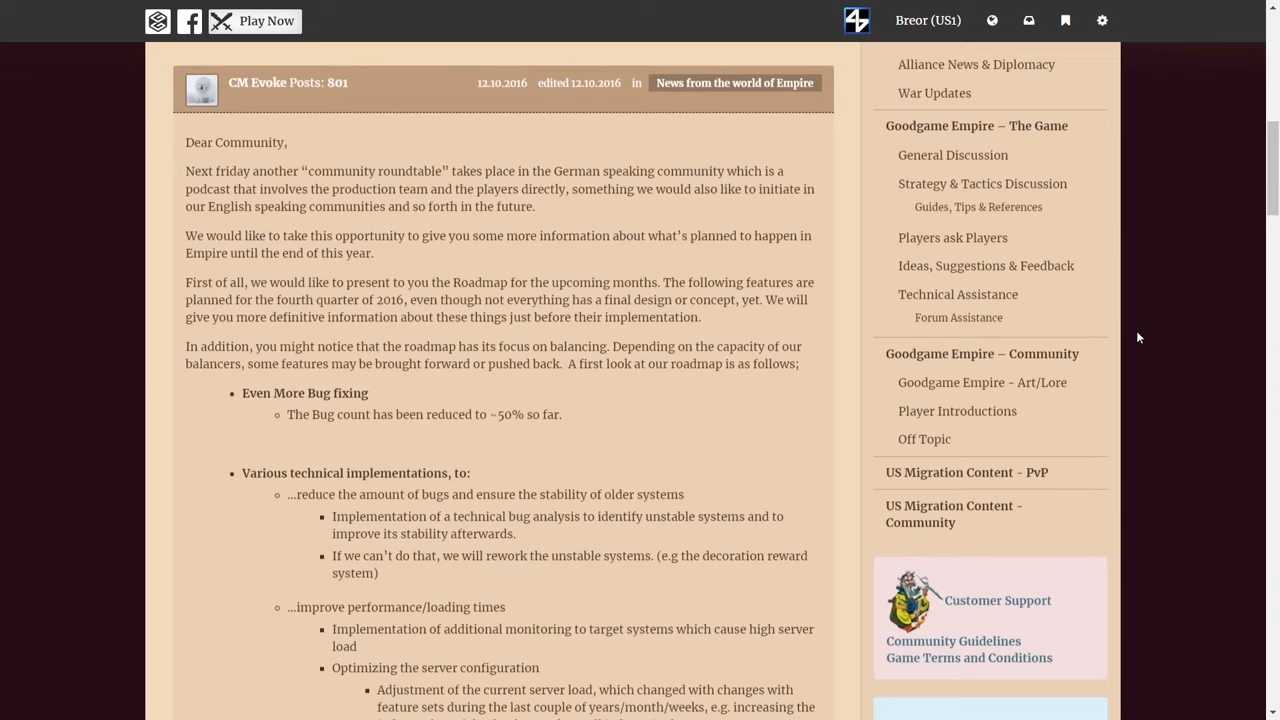 Play Now
Breor (US1)
CM Evoke Posts: 801
12.10.2016 edited 12.10.2016 in News from the world of Empire
Dear Community,
Next friday another “community roundtable” takes place in the German speaking community which is a
podcast that involves the production team and the players directly, something we would also like to initiate in
our English speaking communities and so forth in the future.
We would like to take this opportunity to give you some more information about what’s planned to happen in
Empire until the end of this year.
First of all, we would like to present to you the Roadmap for the upcoming months. The following features are
planned for the fourth quarter of 2016, even though not everything has a final design or concept, yet. We will
give you more definitive information about these things just before their implementation.
In addition, you might notice that the roadmap has its focus on balancing. Depending on the capacity of our
balancers, some features may be brought forward or pushed back. A first look at our roadmap is as follows;
Even More Bug fixing
The Bug count has been reduced to ~50% so far.
Various technical implementations, to:
…reduce the amount of bugs and ensure the stability of older systems
Implementation of a technical bug analysis to identify unstable systems and to
improve its stability afterwards.
If we can’t do that, we will rework the unstable systems. (e.g the decoration reward
system)
…improve performance/loading times
Implementation of additional monitoring to target systems which cause high server
load
Optimizing the server configuration
Adjustment of the current server load, which changed with changes with
feature sets during the last couple of years/month/weeks, e.g. increasing the
Alliance News & Diplomacy
War Updates
Goodgame Empire – The Game
General Discussion
Strategy & Tactics Discussion
Guides, Tips & References
Players ask Players
Ideas, Suggestions & Feedback
Technical Assistance
Forum Assistance
Goodgame Empire – Community
Goodgame Empire - Art/Lore
Player Introductions
Off Topic
US Migration Content - PvP
US Migration Content -
Community
Customer Support
Community Guidelines
Game Terms and Conditions